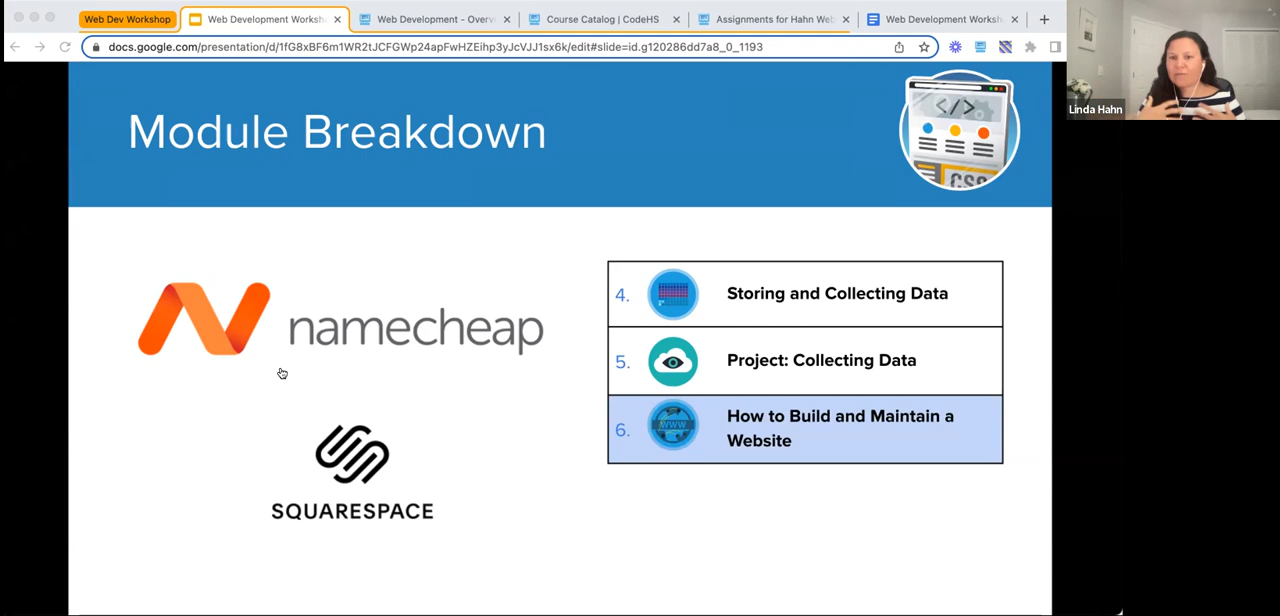 Web Dev Workshop
Web Development Worksh
Web Development - Overv
Course Catalog | CodeHS
Assignments for Hahn Web
Web Development Worksh
docs.google.com/presentation/d/1fG8xBF6m1WR2tJCFGWp24apFwHZEihp3yJcVJJ1sx6k/edit#slide=id.g120286dd7a8_0_1193
Linda Hahn
Module Breakdown
</>
CSS
namecheap
SQUARESPACE
4. Storing and Collecting Data
5. Project: Collecting Data
6. WWW How to Build and Maintain a
Website